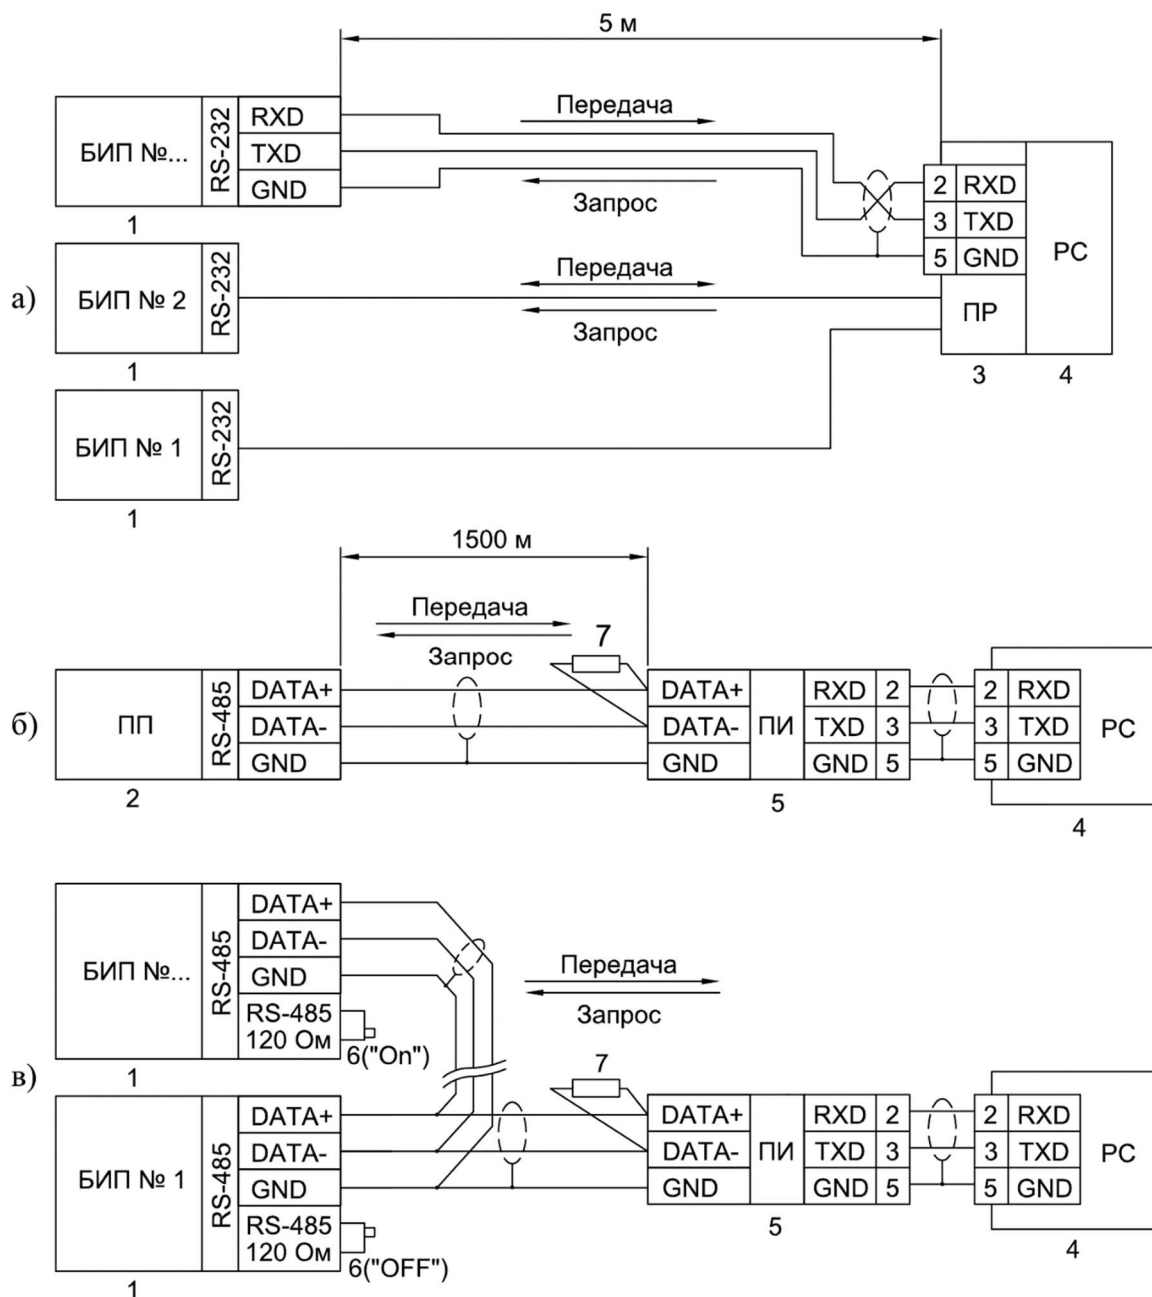 5 м
БИП №...
RS-232
RXD
TXD
GND
1
Передача
Запрос
2 RXD
3 TXD
5 GND
ПР
3
РС
4
а)
БИП № 2
RS-232
1
Передача
Запрос
БИП № 1
RS-232
1
1500 м
Передача
Запрос
7
б)
ПП
RS-485
DATA+
DATA-
GND
2
DATA+
DATA-
GND
ПИ
RXD 2
TXD 3
GND 5
5
2 RXD
3 TXD
5 GND
РС
4
в)
БИП №...
RS-485
DATA+
DATA-
GND
RS-485
120 Ом
6("On")
1
Передача
Запрос
7
БИП № 1
RS-485
DATA+
DATA-
GND
RS-485
120 Ом
6("OFF")
1
DATA+
DATA-
GND
ПИ
RXD 2
TXD 3
GND 5
5
2 RXD
3 TXD
5 GND
РС
4